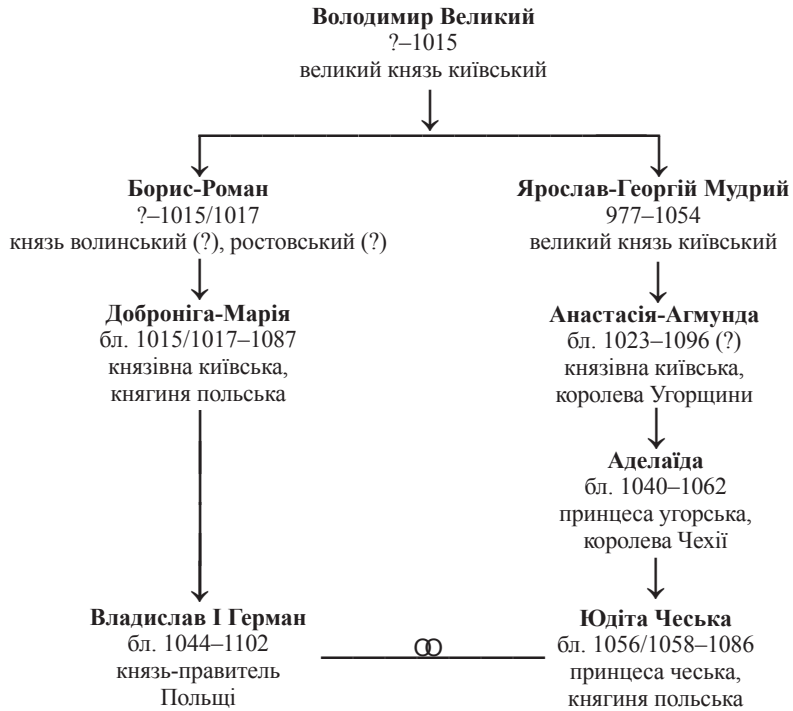 Володимир Великий
?–1015
великий князь київський
Борис-Роман
?–1015/1017
князь волинський (?), ростовський (?)
Ярослав-Георгій Мудрий
977–1054
великий князь київський
Доброніга-Марія
бл. 1015/1017–1087
князівна київська,
княгиня польська
Анастасія-Агмунда
бл. 1023–1096 (?)
князівна київська,
королева Угорщини
Аделаїда
бл. 1040–1062
принцеса угорська,
королева Чехії
Владислав І Герман
бл. 1044–1102
князь-правитель
Польщі
Юдіта Чеська
бл. 1056/1058–1086
принцеса чеська,
княгиня польська